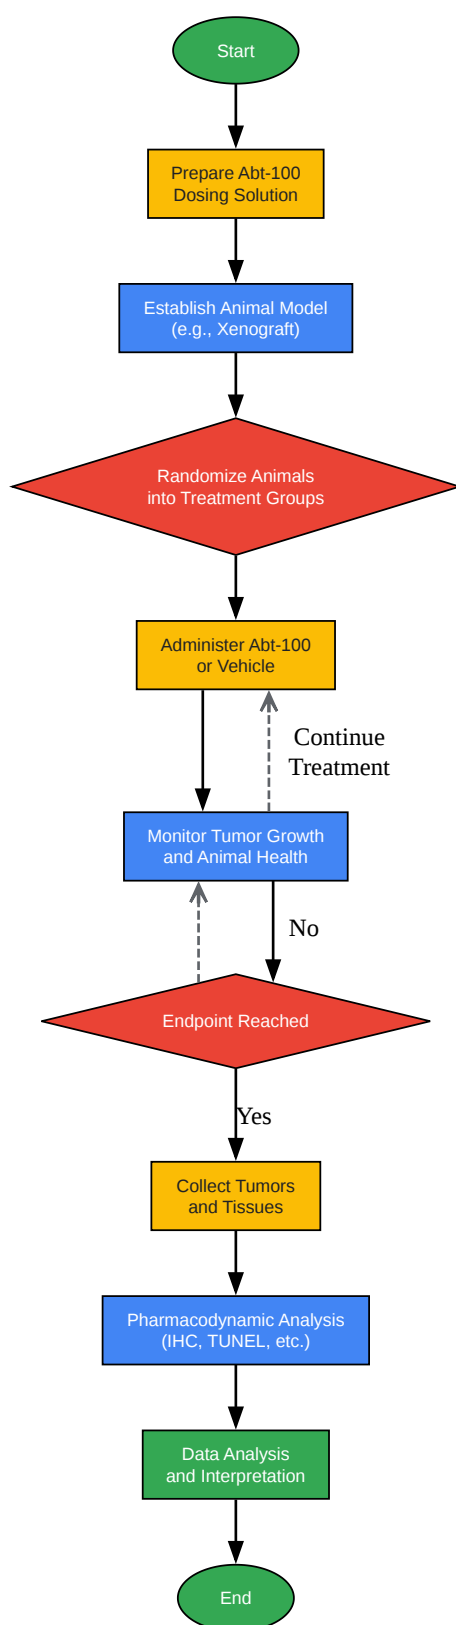 Start
Prepare Abt-100
Dosing Solution
Establish Animal Model
(e.g., Xenograft)
Randomize Animals
into Treatment Groups
Administer Abt-100
or Vehicle
Continue
Treatment
Monitor Tumor Growth
and Animal Health
No
Endpoint Reached
Yes
Collect Tumors
and Tissues
Pharmacodynamic Analysis
(IHC, TUNEL, etc.)
Data Analysis
and Interpretation
End